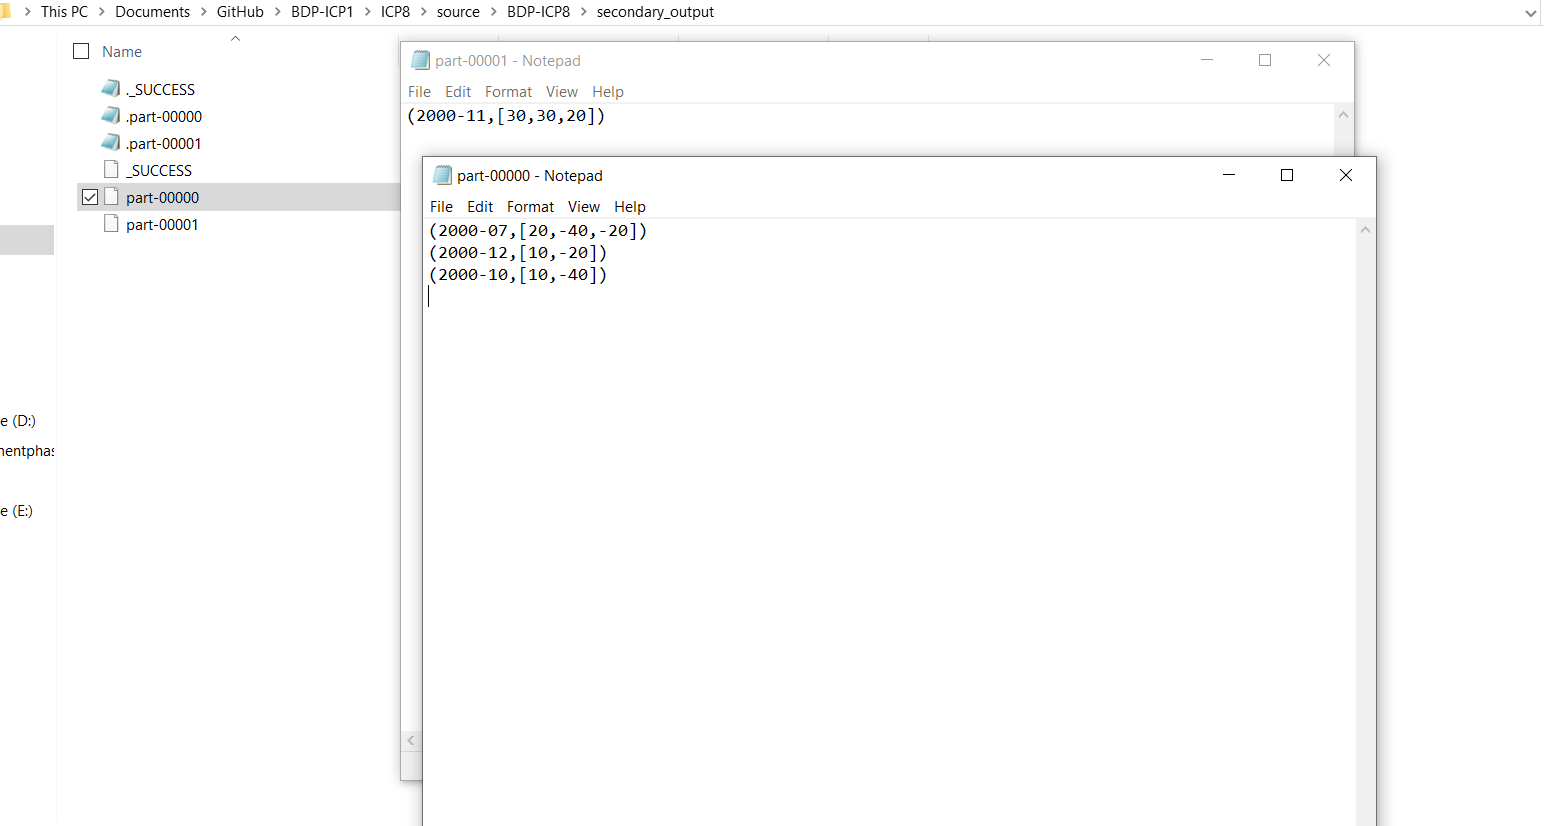 This PC > Documents > GitHub > BDP-ICP1 > ICP8 > source > BDP-ICP8 > secondary_output
Name
._SUCCESS
.part-00000
.part-00001
_SUCCESS
part-00000
part-00001
e (D:)
e (E:)
part-00001 - Notepad
File Edit Format View Help
(2000-11,[30,30,20])
part-00000 - Notepad
File Edit Format View Help
(2000-07,[20,-40,-20])
(2000-12,[10,-20])
(2000-10,[10,-40])